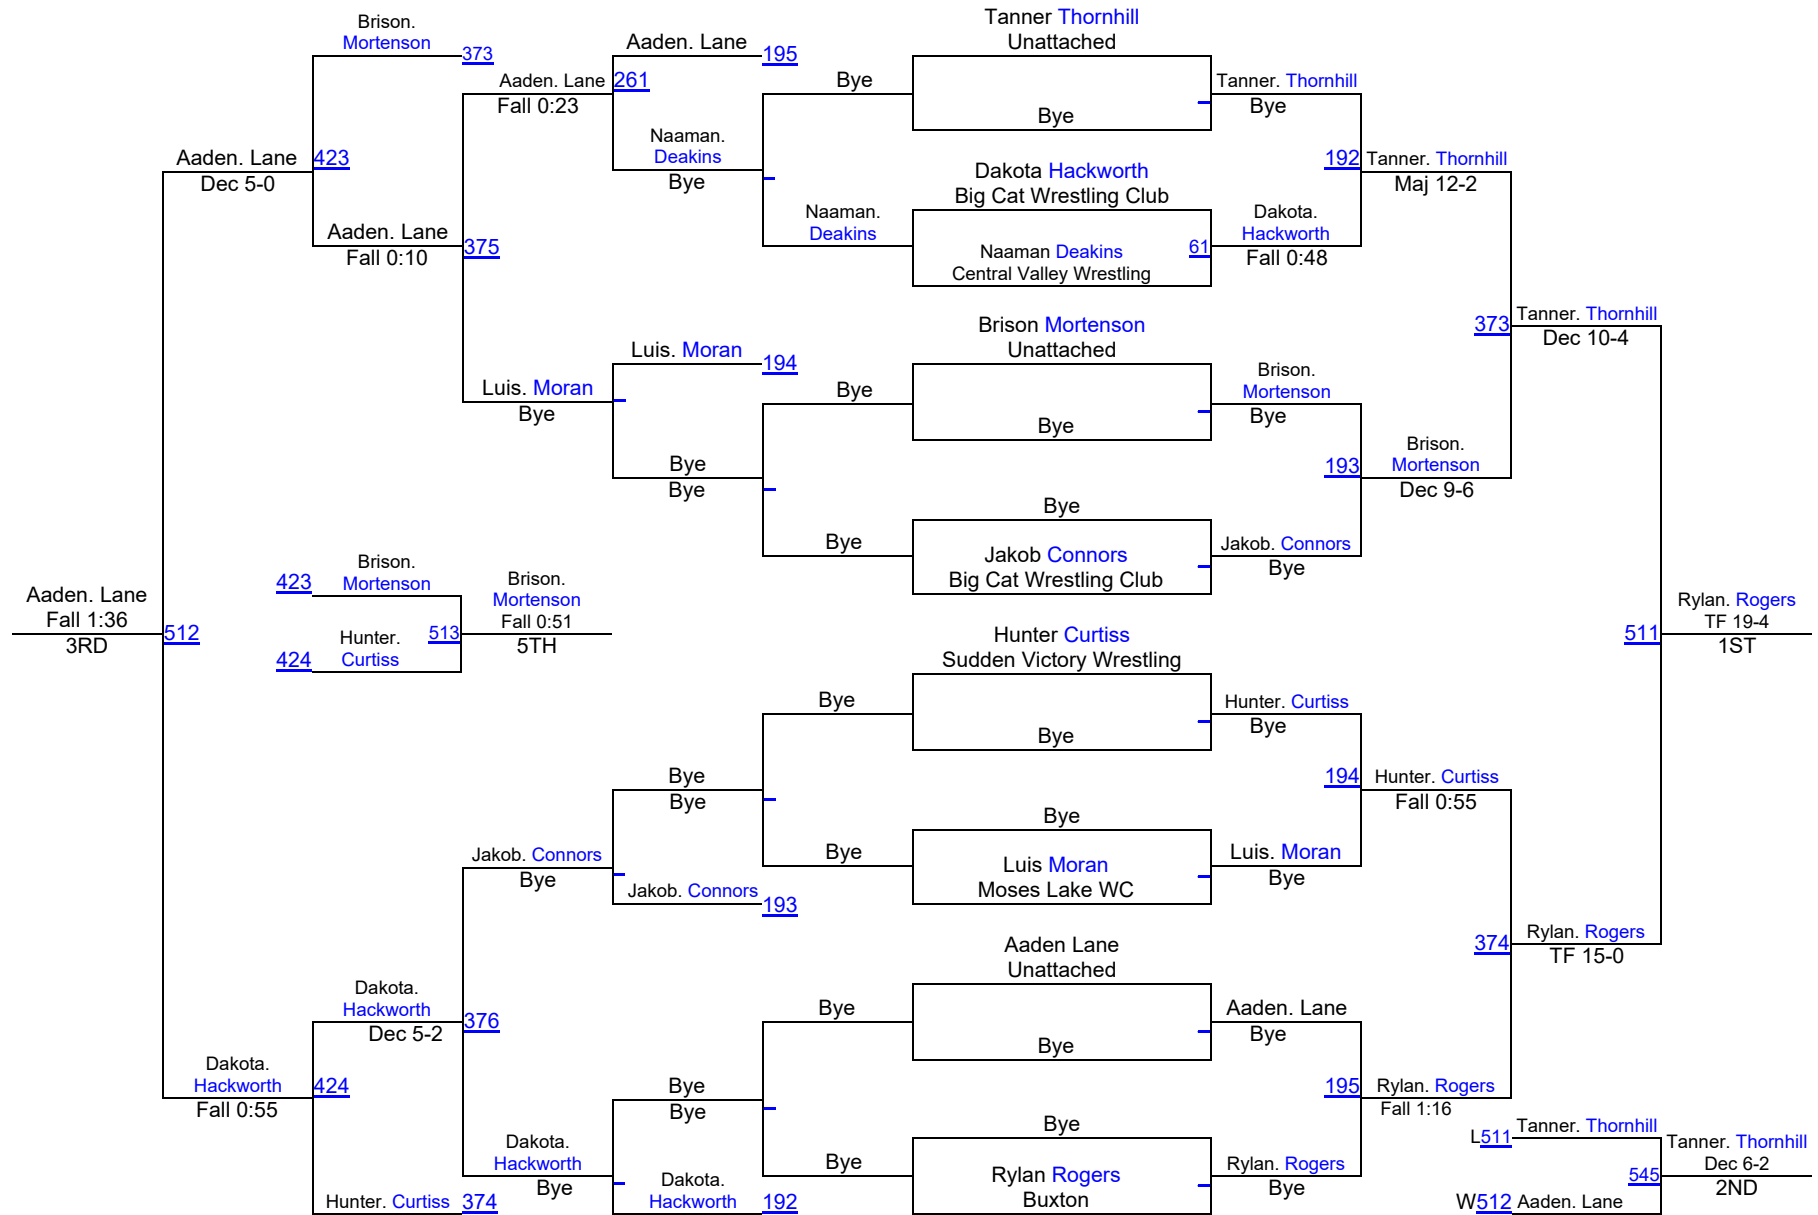 Brison.
Mortenson
373
Aaden. Lane
Fall 0:23
Aaden. Lane
195
261
Naaman.
Deakins
Bye
Aaden. Lane
Dec 5-0
423
Aaden. Lane
Fall 0:10
375
Luis. Moran
Bye
Luis. Moran
194
Bye
Bye
Bye
Naaman.
Deakins
Bye
Bye
Tanner Thornhill
Unattached
Bye
Dakota Hackworth
Big Cat Wrestling Club
Naaman Deakins
Central Valley Wrestling
61
Brison Mortenson
Unattached
Bye
Bye
Jakob Connors
Big Cat Wrestling Club
Tanner. Thornhill
Bye
192
Dakota.
Hackworth
Fall 0:48
Tanner. Thornhill
Maj 12-2
Brison.
Mortenson
Bye
193
Jakob. Connors
Bye
Brison.
Mortenson
Dec 9-6
373
Tanner. Thornhill
Dec 10-4
Aaden. Lane
Fall 1:36
3RD
512
423
Brison.
Mortenson
424
Hunter.
Curtiss
513
Brison.
Mortenson
Fall 0:51
5TH
511
Rylan. Rogers
TF 19-4
1ST
Hunter Curtiss
Sudden Victory Wrestling
Bye
Bye
Luis Moran
Moses Lake WC
Bye
Bye
Bye
Bye
Jakob. Connors
Bye
Jakob. Connors
193
Hunter. Curtiss
Bye
194
Luis. Moran
Bye
Hunter. Curtiss
Fall 0:55
374
Rylan. Rogers
TF 15-0
Aaden Lane
Unattached
Bye
Bye
Rylan Rogers
Buxton
Bye
Bye
Bye
Bye
Dakota.
Hackworth
Dec 5-2
376
Dakota.
Hackworth
Fall 0:55
424
Dakota.
Hackworth
Bye
Dakota.
Hackworth
192
Hunter. Curtiss
374
Aaden. Lane
Bye
195
Rylan. Rogers
Bye
Rylan. Rogers
Fall 1:16
L511
Tanner. Thornhill
W512
Aaden. Lane
545
Tanner. Thornhill
Dec 6-2
2ND